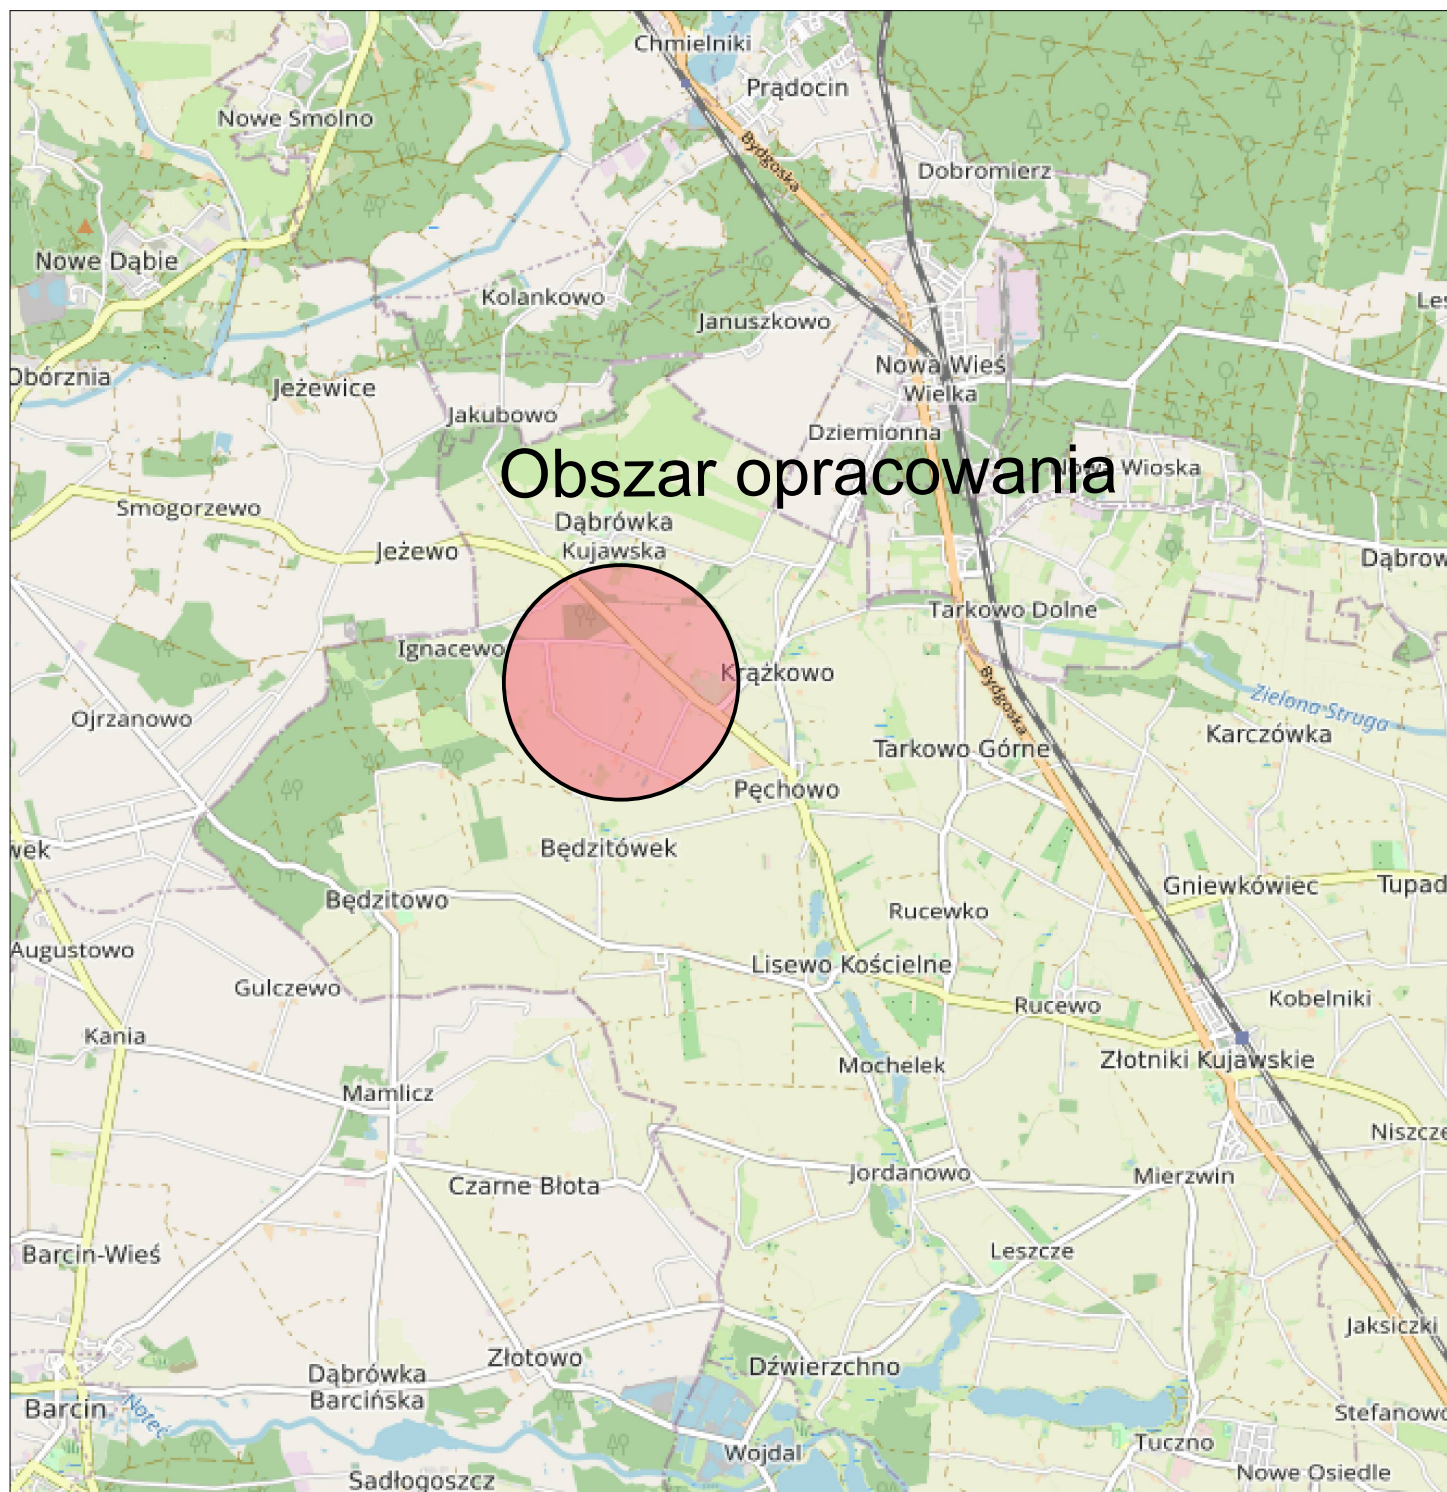 Chmielniki
Prądocin
Nowe Smolno
Bydgoska
Dobromierz
Nowe Dąbie
Kolankowo
Januszkowo
Nowa Wieś
Wielka
Obórznia
Jeżewice
Jakubowo
Dziemionna
Obszar opracowania
Nowa Wioska
Smogorzewo
Dąbrówka
Kujawska
Jeżewo
Dąbrow
Tarkowo Dolne
Ignacewo
Krążkowo
Bydgoska
Zielona Struga
Ojrzanowo
Karczówka
Tarkowo Górne
Pęchowo
wek
Będzitówek
Gniewkówiec
Tupad
Będzitowo
Rucewko
Augustowo
Lisewo Kościelne
Gulczewo
Rucewo
Kobelniki
Kania
Mochelek
Złotniki Kujawskie
Mamlicz
Niszcze
Jordanowo
Mierzwin
Czarne Błota
Barcin-Wieś
Leszcze
Jaksiczki
Złotowo
Dźwierzchno
Dąbrówka
Barcińska
Barcin
Noteć
Stefanowo
Wojdal
Tuczno
Sadłogoszcz
Nowe Osiedle